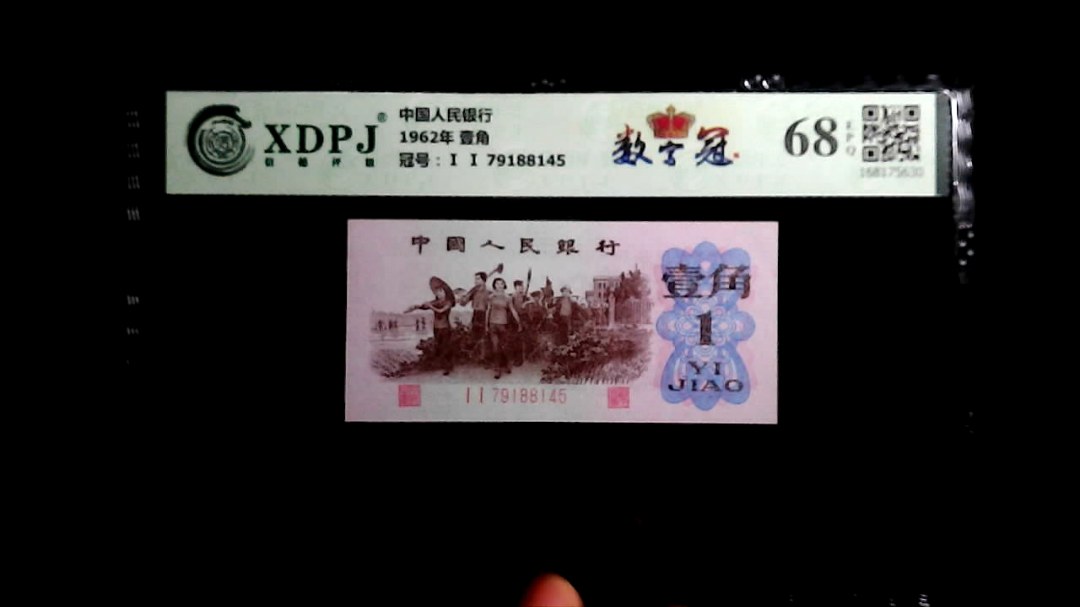 XDPJ®
中国人民银行
1962年 壹角
冠号：I I 79188145
数字冠
68
EPQ
168175630
中國人民銀行
壹角
1
YI
JIAO
I I 79188145